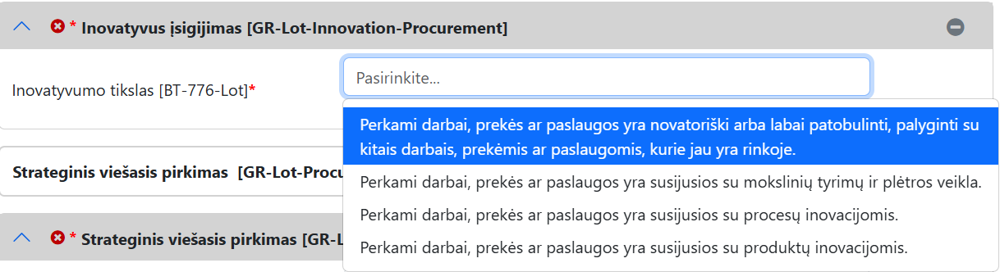 * Inovatyvus įsigijimas [GR-Lot-Innovation-Procurement]
Inovatyvumo tikslas [BT-776-Lot]*
Pasirinkite...
Perkami darbai, prekės ar paslaugos yra novatoriški arba labai patobulinti, palyginti su
kitais darbais, prekėmis ar paslaugomis, kurie jau yra rinkoje.
Perkami darbai, prekės ar paslaugos yra susijusios su mokslinių tyrimų ir plėtros veikla.
Perkami darbai, prekės ar paslaugos yra susijusios su procesų inovacijomis.
Perkami darbai, prekės ar paslaugos yra susijusios su produktų inovacijomis.
Strateginis viešasis pirkimas [GR-Lot-Procu
* Strateginis viešasis pirkimas [GR-L